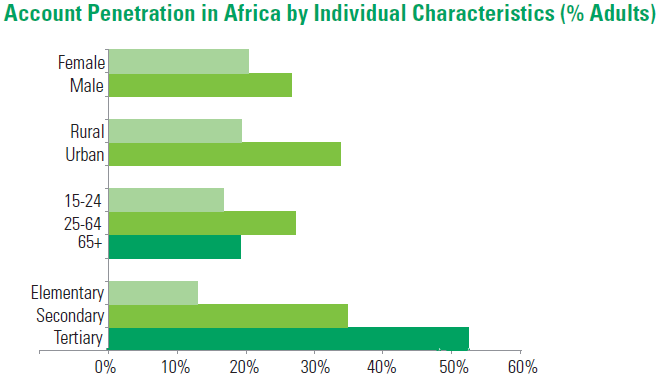 Account Penetration in Africa by Individual Characteristics (% Adults)
Female
Male
Rural
Urban
15-24
25-64
65+
Elementary
Secondary
Tertiary
0% 10% 20% 30% 40% 50% 60%